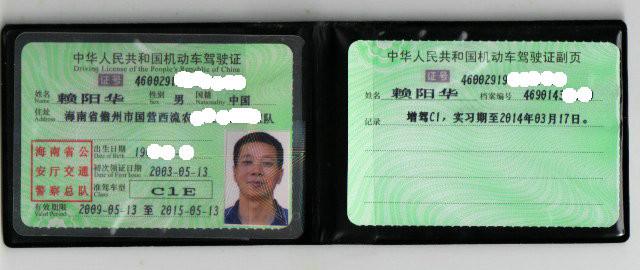 中华人民共和国机动车驾驶证
Driving License of the People's Republic of China
证号 46002919
姓名 Name 赖阳华 性别 Sex 男 国籍 Nationality 中国
住址 Address 海南省儋州市国营西流农 队
海南省公安厅交通警察总队
出生日期 Date of Birth 19
初次领证日期 Date of First Issue 2003-05-13
准驾车型 Class C1E
有效期限 Valid Period 2009-05-13 至 2015-05-13
中华人民共和国机动车驾驶证副页
证号 46002919
姓名 Name 赖阳华 档案编号 469014
记录 增驾C1,实习期至2014年03月17日。